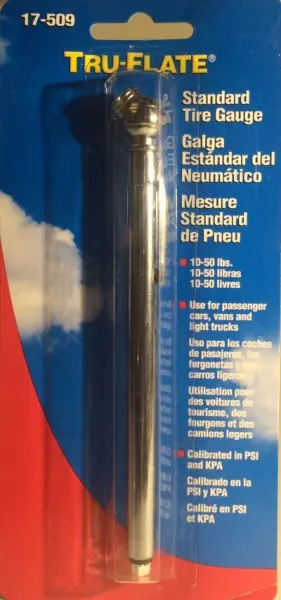 17-509
TRU-FLATE®
Standard
Tire Gauge
Galga
Estándar del
Neumático
Mesure
Standard
de Pneu
10-50 lbs.
10-50 libras
10-50 livres
Use for passenger
cars, vans and
light trucks
Uso para los coches
de pasajeros, las
furgonetas y
carros ligeros
Utilisation pour
des voitures de
tourisme, des
fourgons et des
camions legers
Calibrated in PSI
and KPA
Calibrado en la
PSI y KPA
Calibré en PSI
et KPA